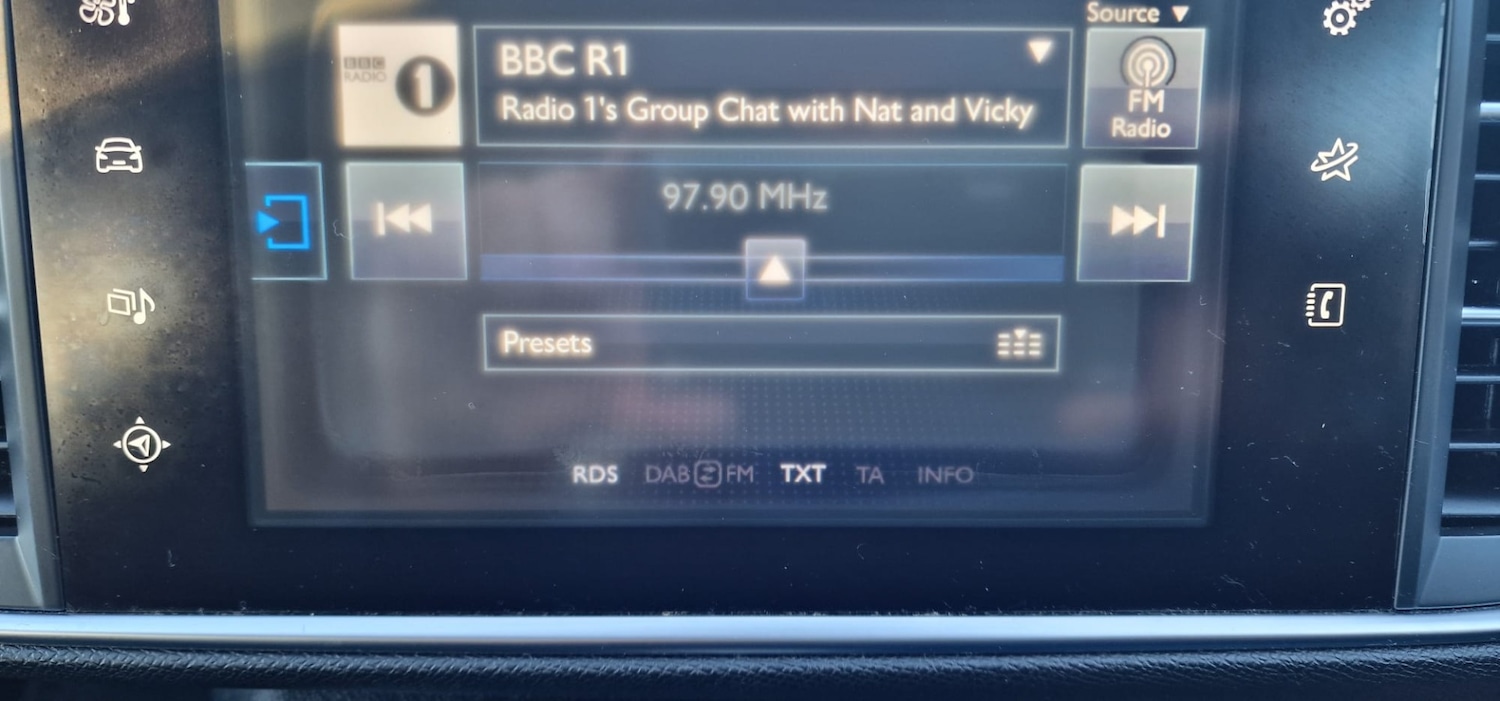 Source
BBC
RADIO
1
BBC R1
Radio 1's Group Chat with Nat and Vicky
FM
Radio
97.90 MHz
Presets
RDS DAB FM TXT TA INFO